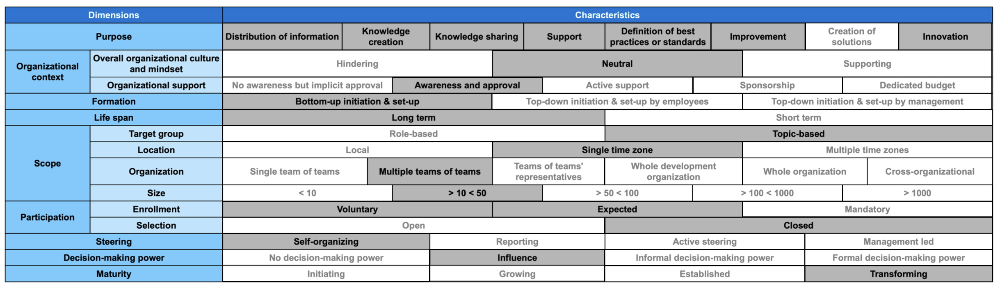 Dimensions Characteristics
Purpose Distribution of information Knowledge creation Knowledge sharing Support Definition of best practices or standards Improvement Creation of solutions Innovation
Organizational context Overall organizational culture and mindset Hindering Neutral Supporting
Organizational support No awareness but implicit approval Awareness and approval Active support Sponsorship Dedicated budget
Formation Bottom-up initiation & set-up Top-down initiation & set-up by employees Top-down initiation & set-up by management
Life span Long term Short term
Scope Target group Role-based Topic-based
Location Local Single time zone Multiple time zones
Organization Single team of teams Multiple teams of teams Teams of teams' representatives Whole development organization Whole organization Cross-organizational
Size < 10 > 10 < 50 > 50 < 100 > 100 < 1000 > 1000
Participation Enrollment Voluntary Expected Mandatory
Selection Open Closed
Steering Self-organizing Reporting Active steering Management led
Decision-making power No decision-making power Influence Informal decision-making power Formal decision-making power
Maturity Initiating Growing Established Transforming